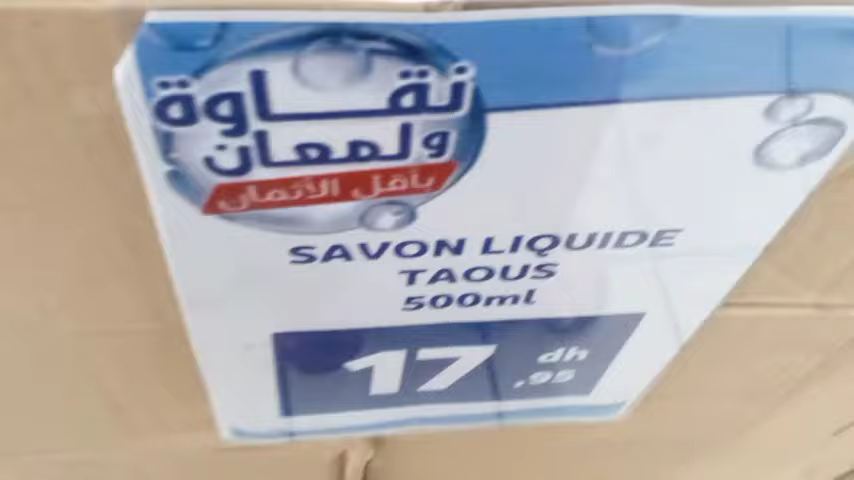 نقاوة
ولمعان
بأقل الأثمان
SAVON LIQUIDE
TAOUS
500ml
17 dh
,95